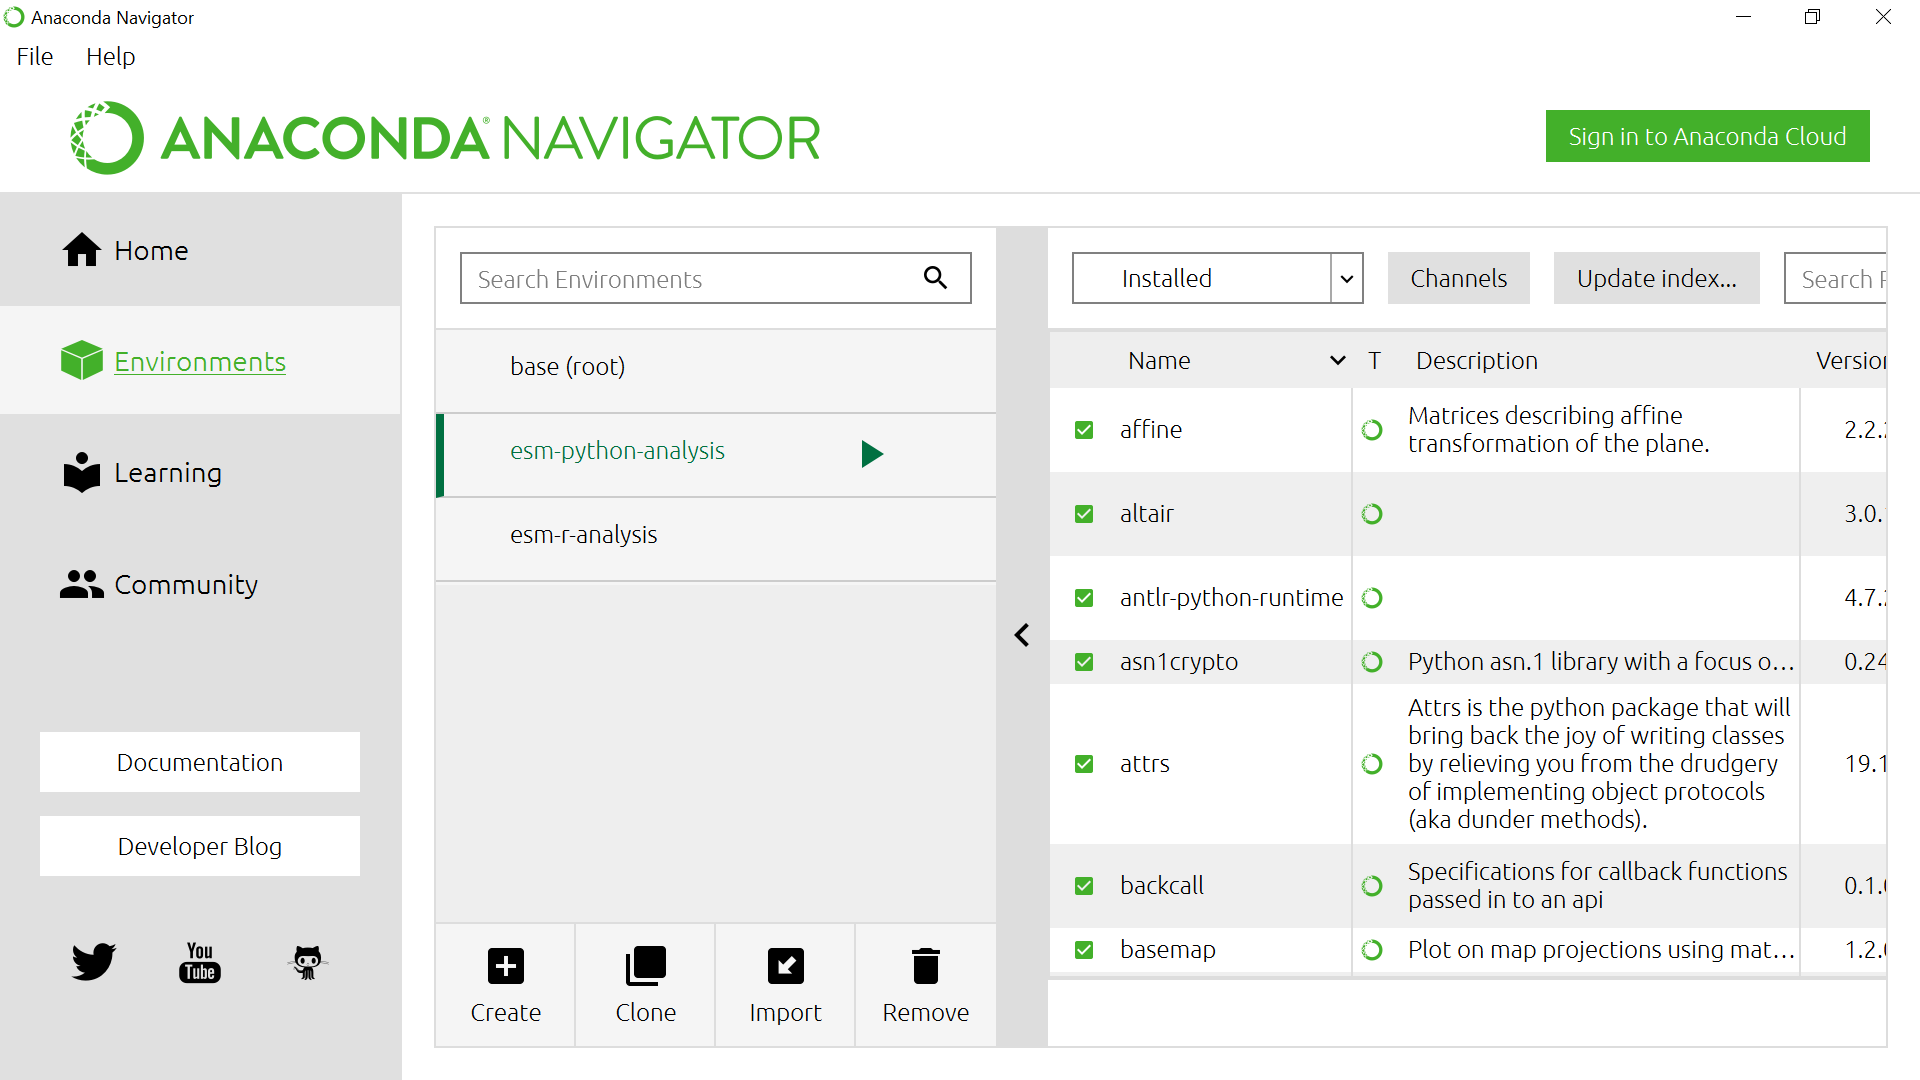 Anaconda Navigator
File Help
ANACONDA® NAVIGATOR
Sign in to Anaconda Cloud
Home
Environments
Learning
Community
Documentation
Developer Blog
You
Tube
Search Environments
base (root)
esm-python-analysis
esm-r-analysis
Create Clone Import Remove
Installed Channels Update index... Search
Name T Description Version
affine Matrices describing affine
transformation of the plane. 2.2.
altair 3.0.
antlr-python-runtime 4.7.
asn1crypto Python asn.1 library with a focus o... 0.24
attrs Attrs is the python package that will
bring back the joy of writing classes
by relieving you from the drudgery 19.1
of implementing object protocols
(aka dunder methods).
backcall Specifications for callback functions
passed in to an api 0.1.
basemap Plot on map projections using mat... 1.2.